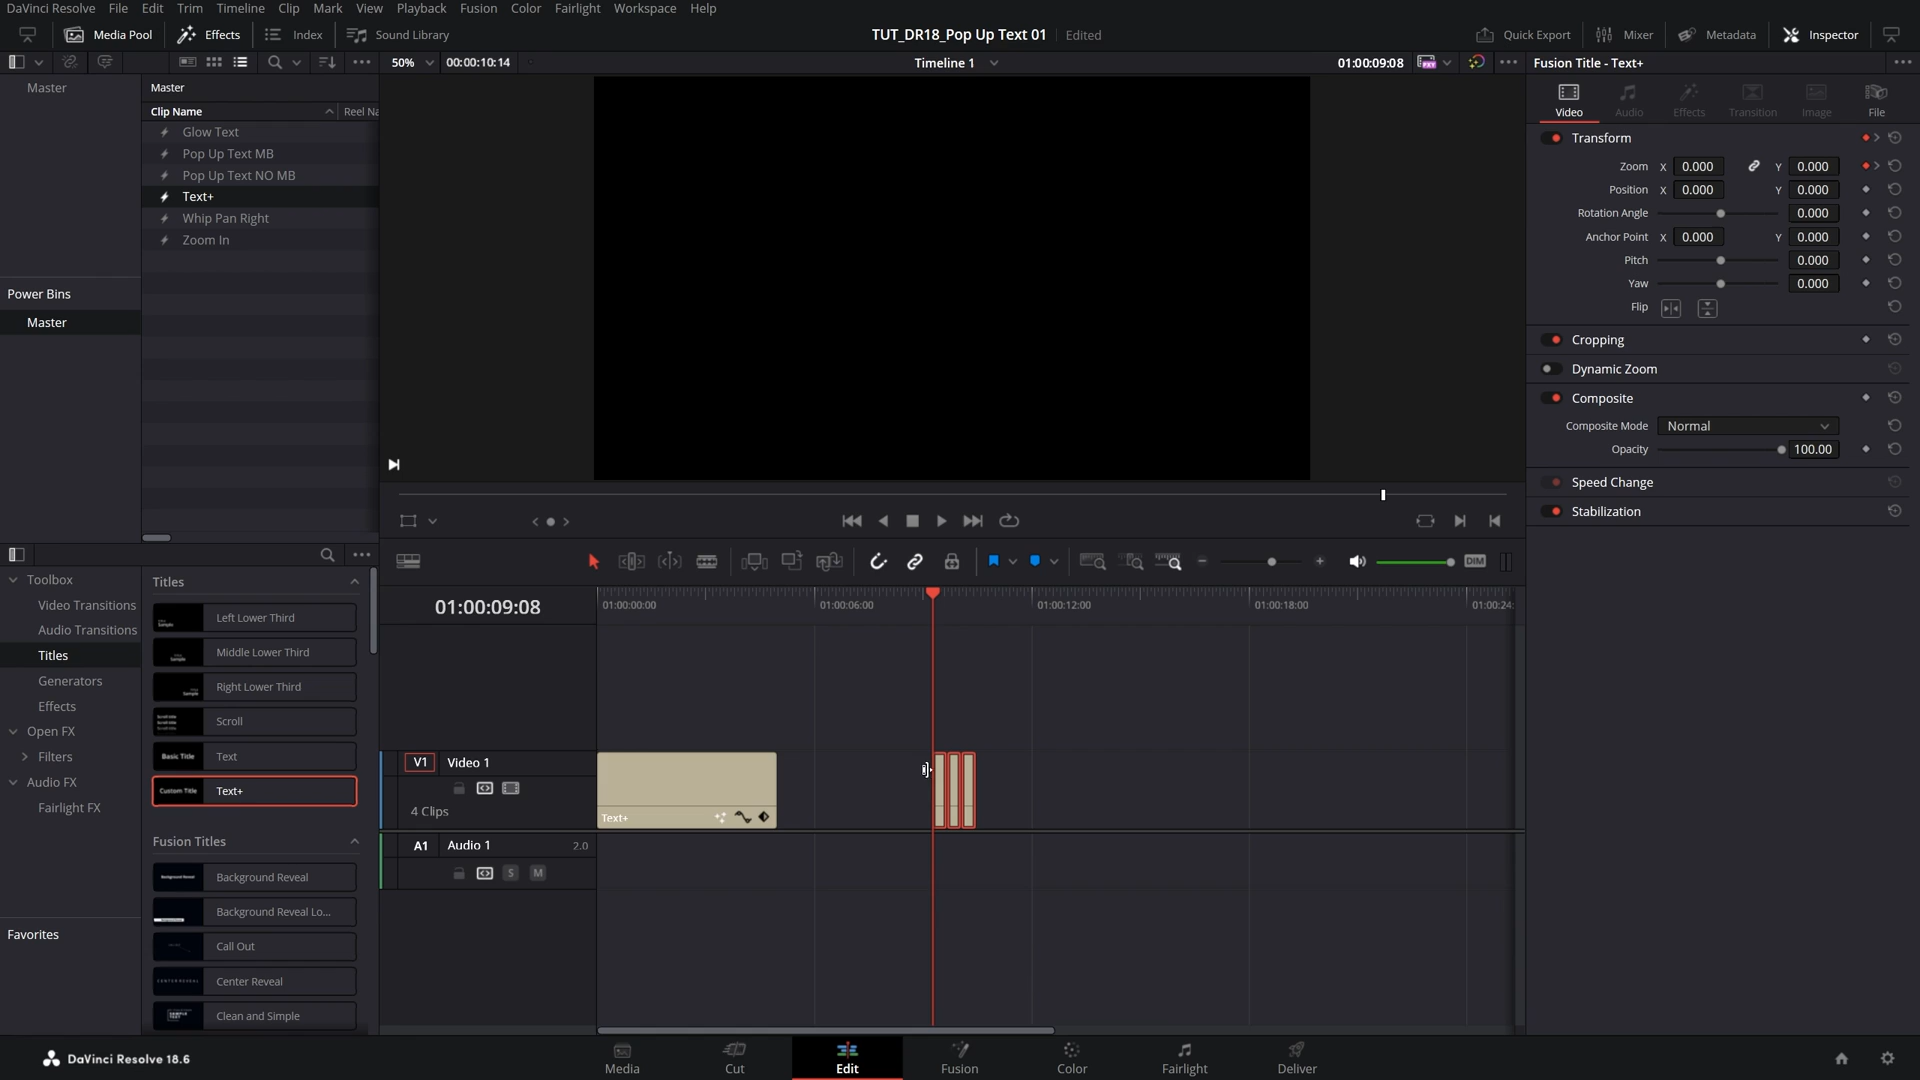 DaVinci Resolve File Edit Trim Timeline Clip Mark View Playback Fusion Color Fairlight Workspace Help
Media Pool Effects Index Sound Library TUT_DR18_Pop Up Text 01 Edited Quick Export Mixer Metadata Inspector
50% 00:00:10:14 Timeline 1 01:00:09:08 Fusion Title - Text+
Master
Master
Clip Name Reel Na
Glow Text
Pop Up Text MB
Pop Up Text NO MB
Text+
Whip Pan Right
Zoom In
Power Bins
Master
Video Audio Effects Transition Image File
Transform
Zoom X 0.000 Y 0.000
Position X 0.000 Y 0.000
Rotation Angle 0.000
Anchor Point X 0.000 Y 0.000
Pitch 0.000
Yaw 0.000
Flip
Cropping
Dynamic Zoom
Composite
Composite Mode Normal
Opacity 100.00
Speed Change
Stabilization
DIM
Toolbox
Video Transitions
Audio Transitions
Titles
Generators
Effects
Open FX
Filters
Audio FX
Fairlight FX
Favorites
Titles
Left Lower Third
Middle Lower Third
Right Lower Third
Scroll
Basic Title Text
Custom Title Text+
Fusion Titles
Background Reveal
Background Reveal Lo...
Call Out
Center Reveal
Clean and Simple
01:00:09:08
01:00:00:00 01:00:06:00 01:00:12:00 01:00:18:00 01:00:24:
V1 Video 1
4 Clips
Text+
A1 Audio 1 2.0
S M
DaVinci Resolve 18.6
Media Cut Edit Fusion Color Fairlight Deliver